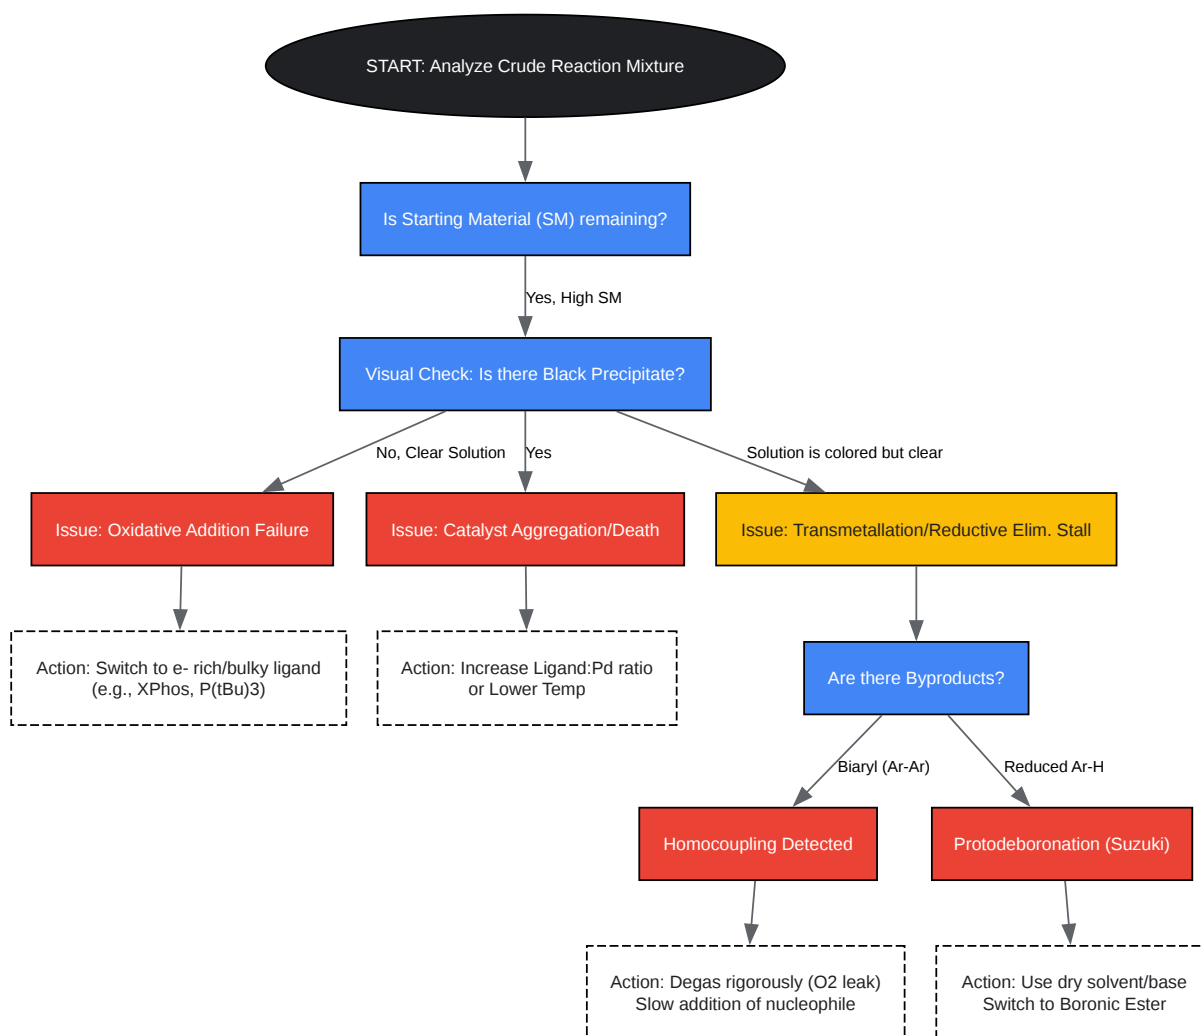 START: Analyze Crude Reaction Mixture
Is Starting Material (SM) remaining?
Yes, High SM
Visual Check: Is there Black Precipitate?
No, Clear Solution
Yes
Solution is colored but clear
Issue: Oxidative Addition Failure
Issue: Catalyst Aggregation/Death
Issue: Transmetallation/Reductive Elim. Stall
Action: Switch to e- rich/bulky ligand
(e.g., XPhos, P(tBu)3)
Action: Increase Ligand:Pd ratio
or Lower Temp
Are there Byproducts?
Biaryl (Ar-Ar)
Reduced Ar-H
Homocoupling Detected
Protodeboronation (Suzuki)
Action: Degas rigorously (O2 leak)
Slow addition of nucleophile
Action: Use dry solvent/base
Switch to Boronic Ester